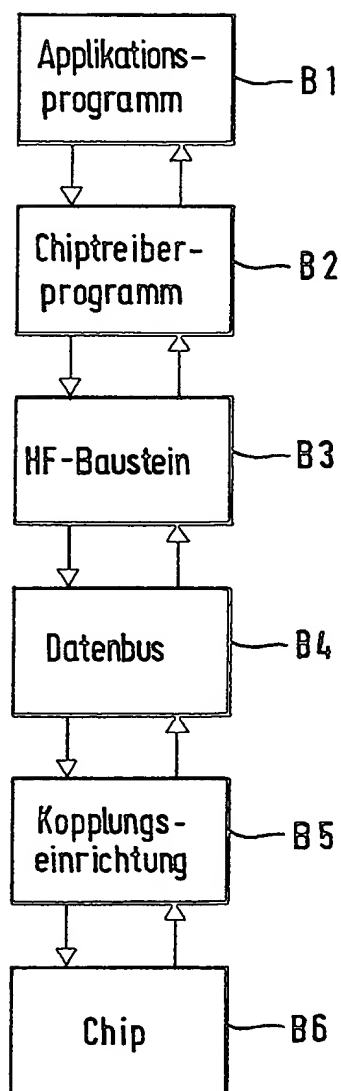 Applikations-
programm
B1
Chiptreiber-
programm
B2
HF-Baustein
B3
Datenbus
B4
Kopplungs-
einrichtung
B5
Chip
B6